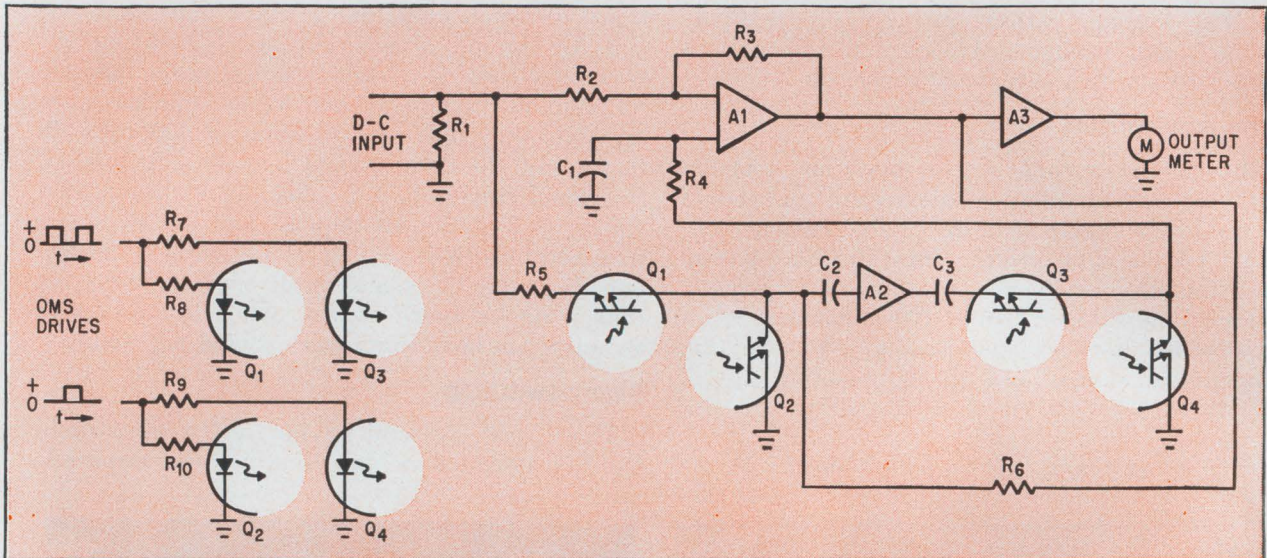 R3
R2
A1
A3
D-C
INPUT
R1
C1
R4
M
OUTPUT
METER
R7
+
0
t
R8
OMS
DRIVES
Q1
Q3
R5
Q1
C2
A2
C3
Q3
Q2
Q4
+
0
t
R9
R10
Q2
Q4
R6